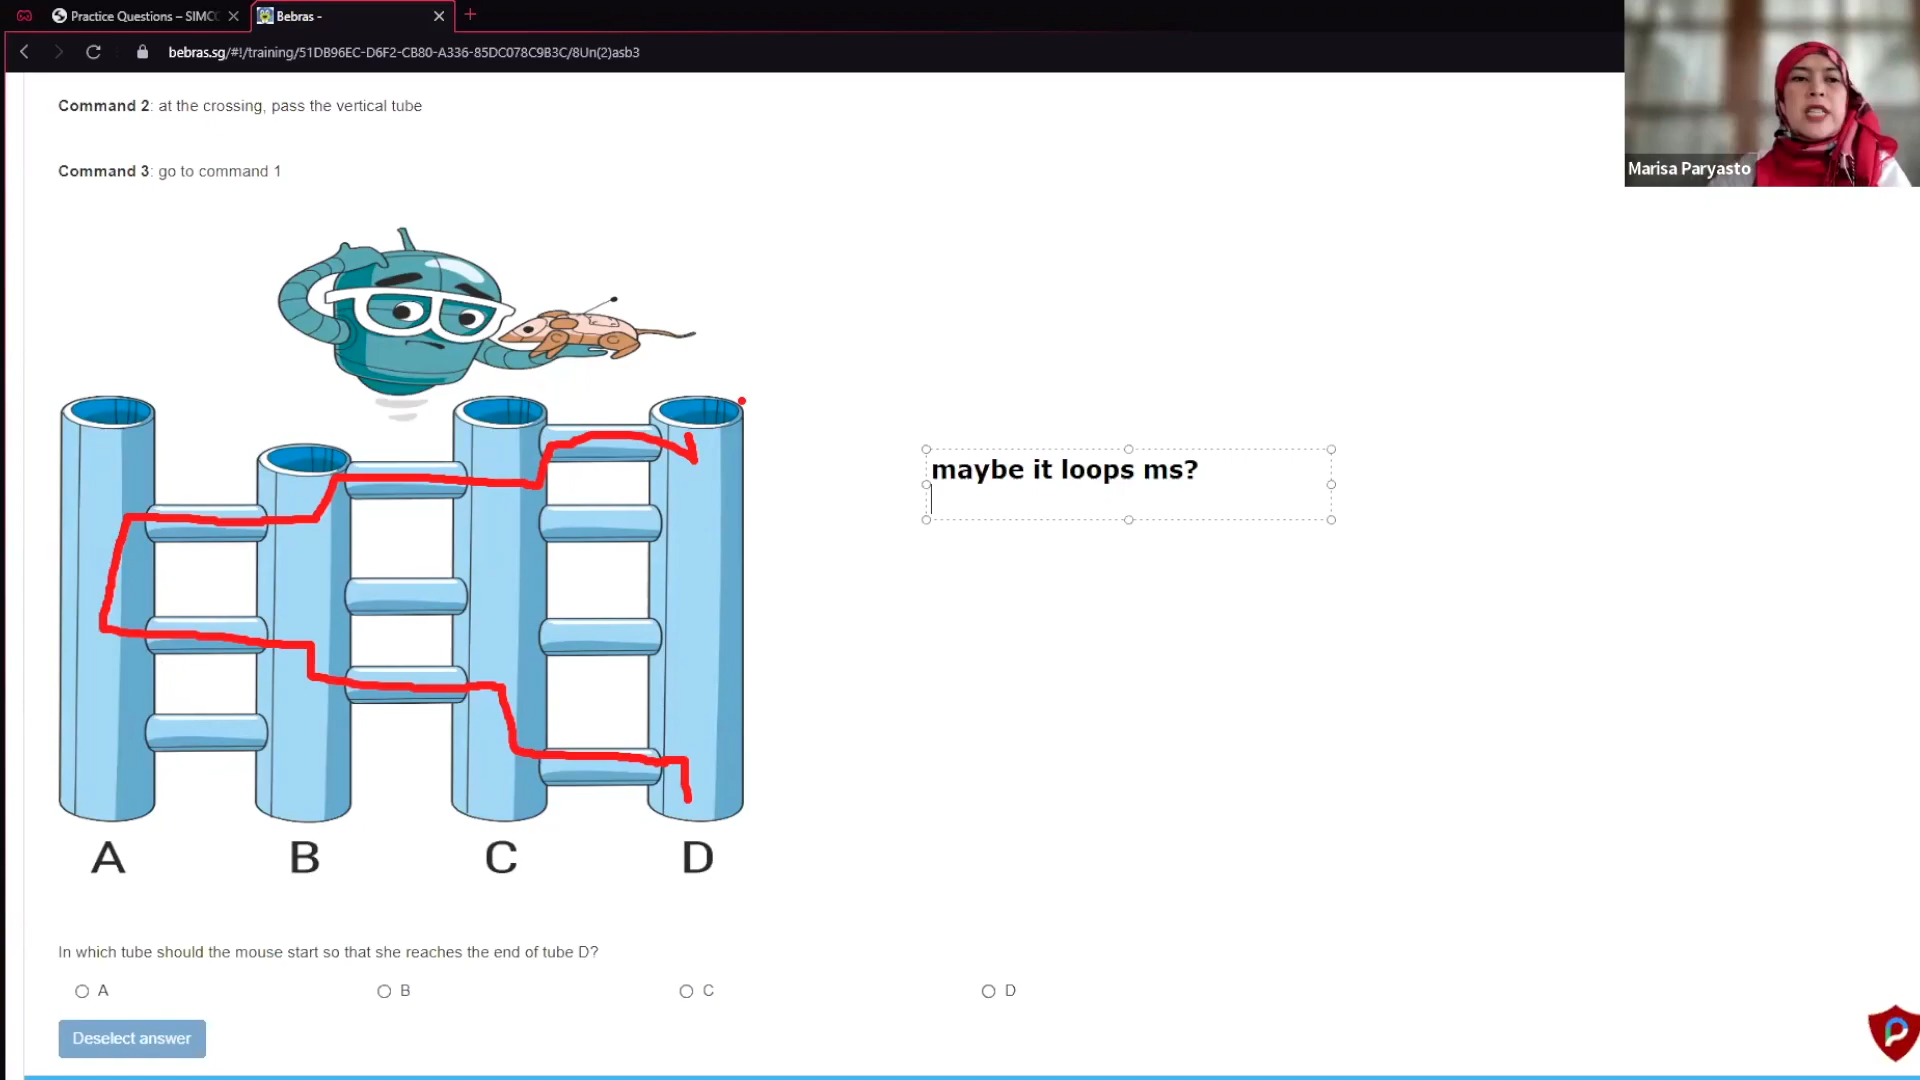 Practice Questions – SIMCC
Bebras -
bebras.sg/#!/training/51DB96EC-D6F2-CB80-A336-85DC078C9B3C/8Un(2)asb3
Command 2: at the crossing, pass the vertical tube
Command 3: go to command 1
Marisa Paryasto
maybe it loops ms?
A B C D
In which tube should the mouse start so that she reaches the end of tube D?
A B C D
Deselect answer